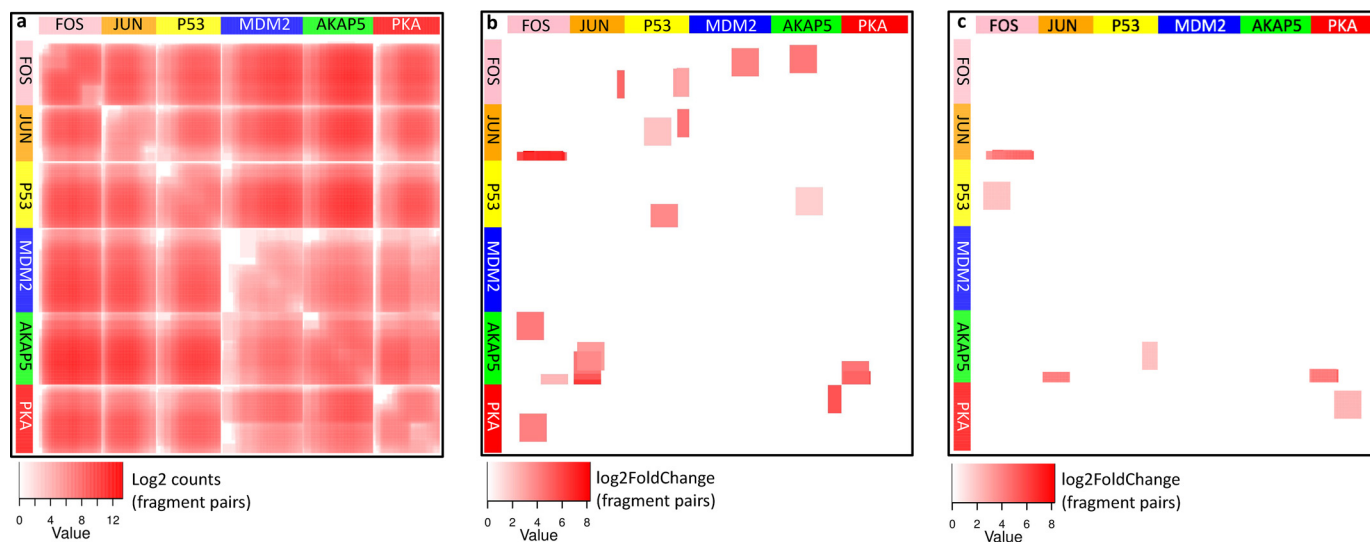 a
FOS JUN P53 MDM2 AKAP5 PKA
FOS
JUN
P53
MDM2
AKAP5
PKA
Log2 counts
(fragment pairs)
0 4 8 12
Value
b
FOS JUN P53 MDM2 AKAP5 PKA
FOS
JUN
P53
MDM2
AKAP5
PKA
log2FoldChange
(fragment pairs)
0 2 4 6 8
Value
c
FOS JUN P53 MDM2 AKAP5 PKA
FOS
JUN
P53
MDM2
AKAP5
PKA
log2FoldChange
(fragment pairs)
0 2 4 6 8
Value